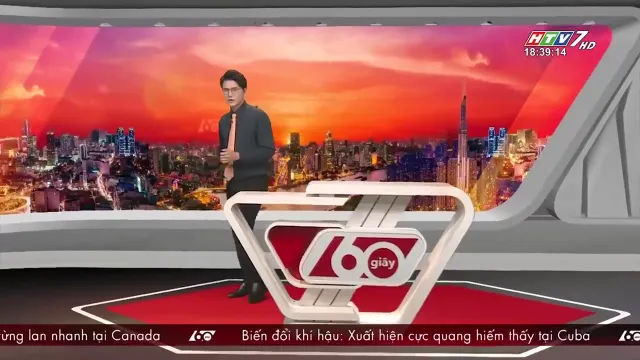 HTV7 HD
18:39:14
60 giây
ừng lan nhanh tại Canada 60 Biến đổi khí hậu: Xuất hiện cực quang hiếm thấy tại Cuba